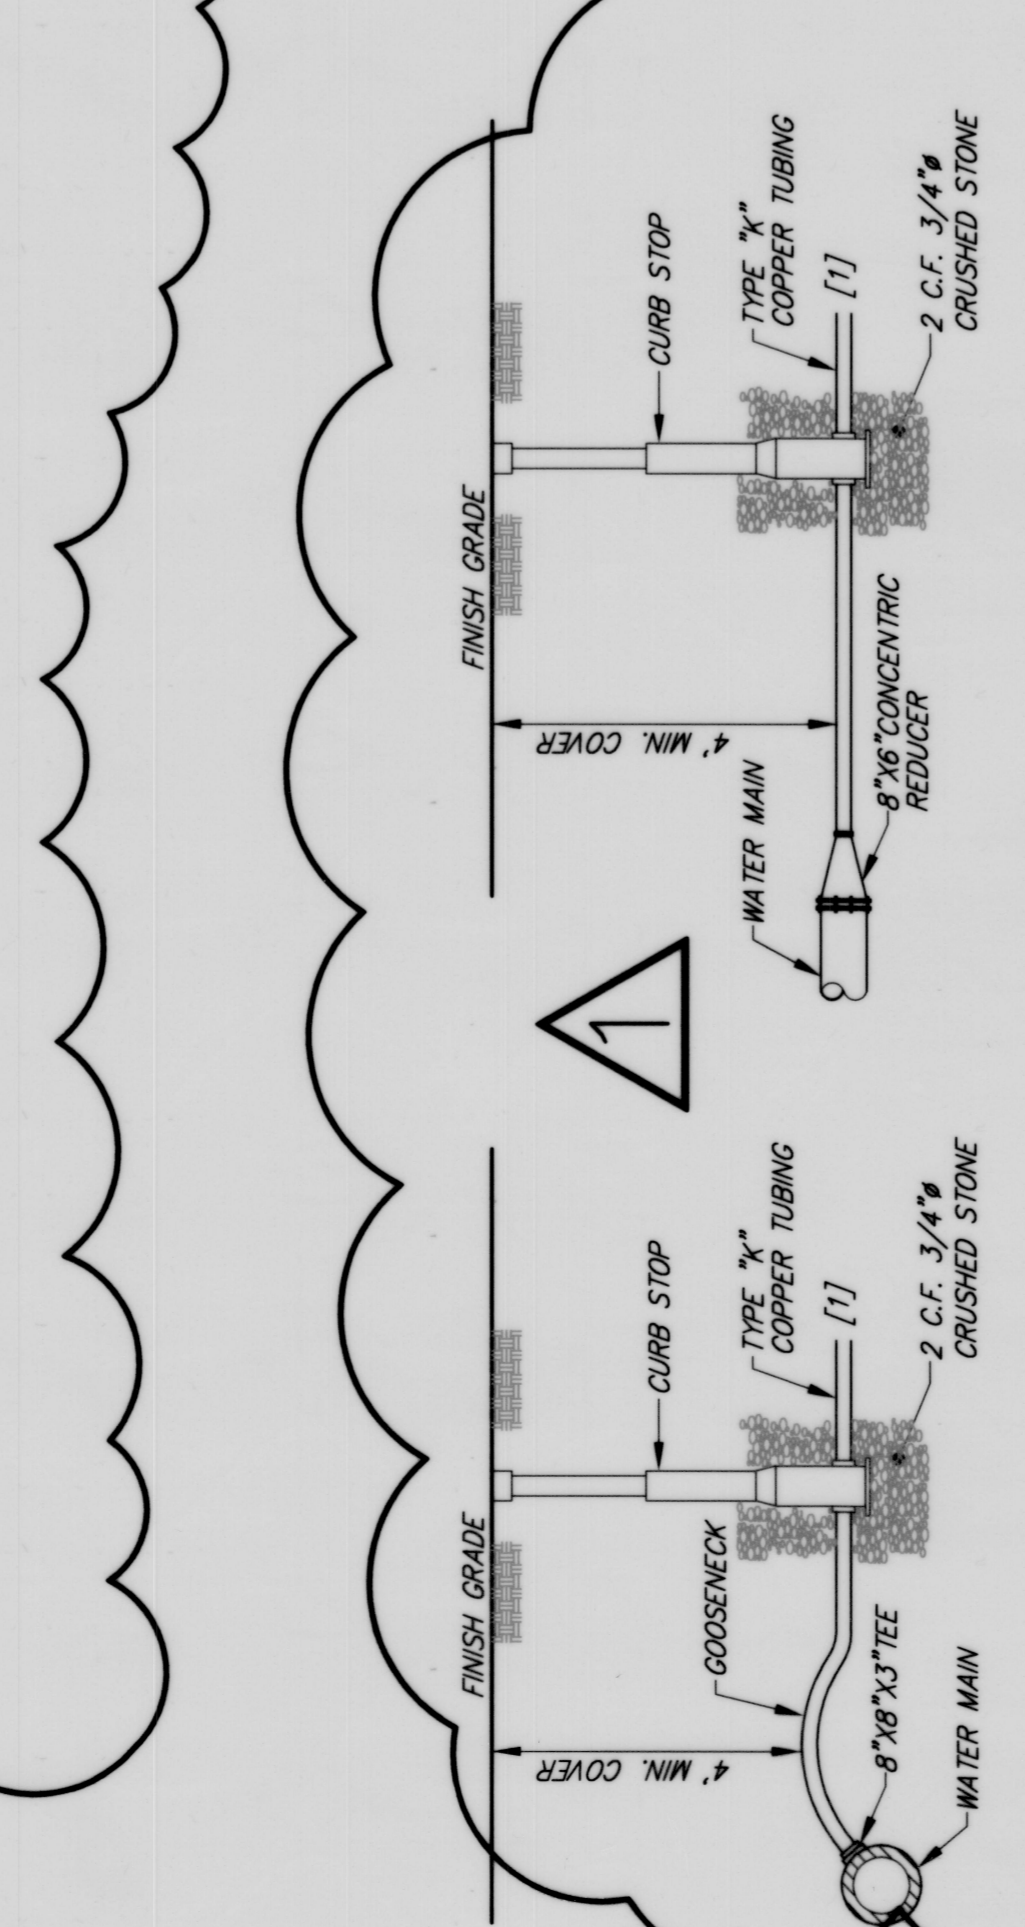 FINISH GRADE
4' MIN. COVER
GOOSENECK
CURB STOP
TYPE "K"
COPPER TUBING
[1]
8"X8"X3"TEE
WATER MAIN
2 C.F. 3/4"ø
CRUSHED STONE
1
FINISH GRADE
4' MIN. COVER
WATER MAIN
CURB STOP
TYPE "K"
COPPER TUBING
[1]
8"X6"CONCENTRIC
REDUCER
2 C.F. 3/4"ø
CRUSHED STONE